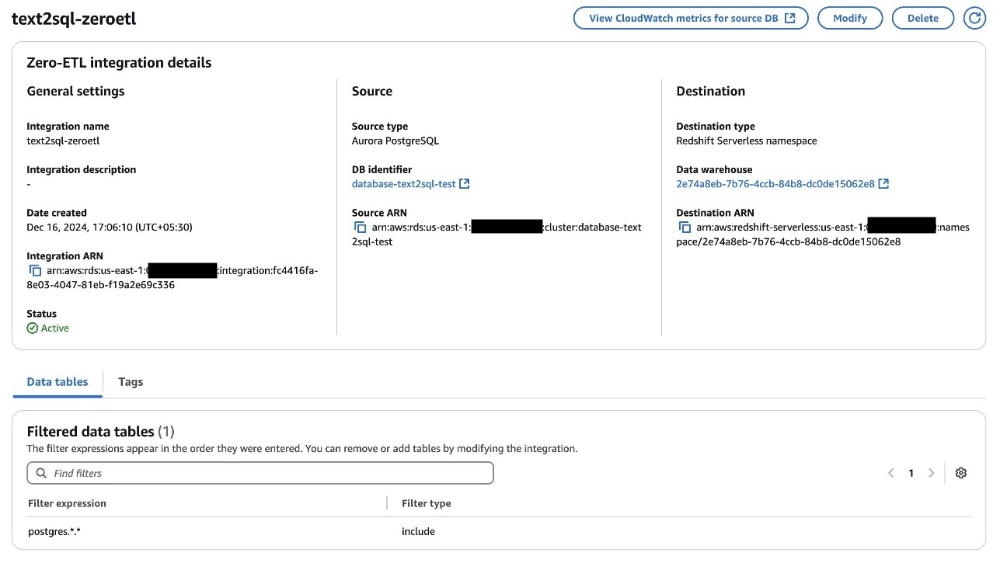 text2sql-zeroetl
View CloudWatch metrics for source DB
Modify
Delete
Zero-ETL integration details
General settings
Integration name
text2sql-zeroetl
Integration description
-
Date created
Dec 16, 2024, 17:06:10 (UTC+05:30)
Integration ARN
arn:aws:rds:us-east-1: :integration:fc4416fa-
8e03-4047-81eb-f19a2e69c336
Status
Active
Source
Source type
Aurora PostgreSQL
DB identifier
database-text2sql-test
Source ARN
arn:aws:rds:us-east-1: :cluster:database-text
2sql-test
Destination
Destination type
Redshift Serverless namespace
Data warehouse
2e74a8eb-7b76-4ccb-84b8-dc0de15062e8
Destination ARN
arn:aws:redshift-serverless:us-east-1: :names
pace/2e74a8eb-7b76-4ccb-84b8-dc0de15062e8
Data tables
Tags
Filtered data tables (1)
The filter expressions appear in the order they were entered. You can remove or add tables by modifying the integration.
Find filters
1
Filter expression
Filter type
postgres.*.*
include